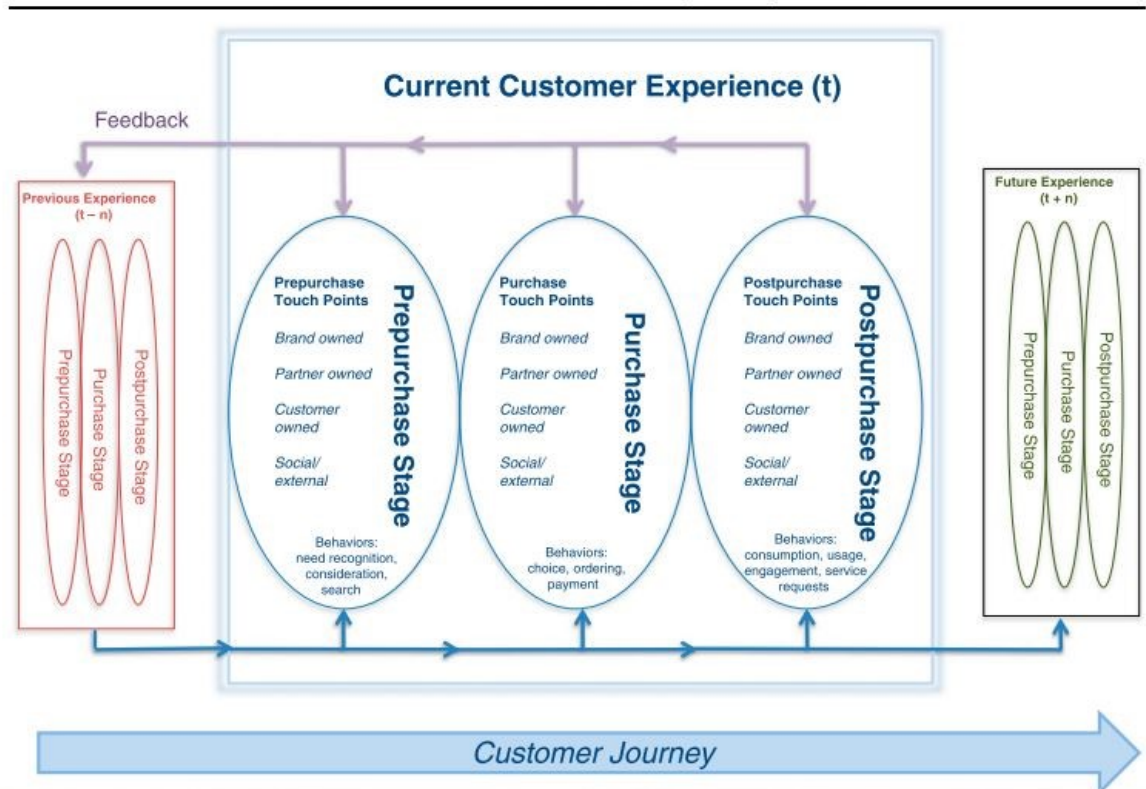 Current Customer Experience (t)
Feedback
Previous Experience
(t – n)
Prepurchase Stage
Purchase Stage
Postpurchase Stage
Prepurchase
Touch Points
Brand owned
Partner owned
Customer
owned
Social/
external
Prepurchase Stage
Behaviors:
need recognition,
consideration,
search
Purchase
Touch Points
Brand owned
Partner owned
Customer
owned
Social/
external
Purchase Stage
Behaviors:
choice, ordering,
payment
Postpurchase
Touch Points
Brand owned
Partner owned
Customer
owned
Social/
external
Postpurchase Stage
Behaviors:
consumption, usage,
engagement, service
requests
Future Experience
(t + n)
Prepurchase Stage
Purchase Stage
Postpurchase Stage
Customer Journey